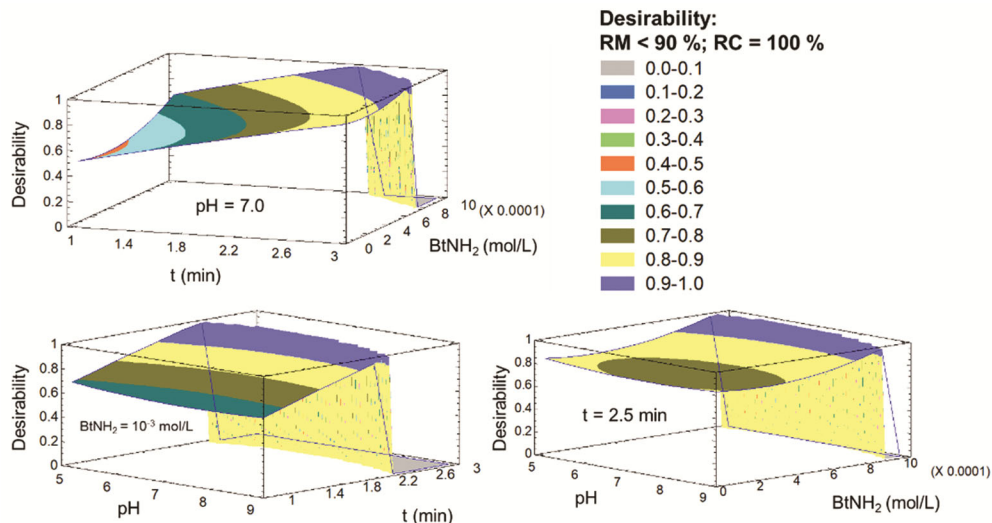 Desirability:
RM < 90 %; RC = 100 %
0.0-0.1
0.1-0.2
0.2-0.3
0.3-0.4
0.4-0.5
0.5-0.6
0.6-0.7
0.7-0.8
0.8-0.9
0.9-1.0
Desirability
1
0.8
0.6
0.4
0.2
0
pH = 7.0
1 1.4 1.8 2.2 2.6 3
t (min)
0 2 4 6 8 10 (X 0.0001)
BtNH₂ (mol/L)
Desirability
1
0.8
0.6
0.4
0.2
0
BtNH₂ = 10⁻³ mol/L
5 6 7 8 9
pH
1 1.4 1.8 2.2 2.6 3
t (min)
Desirability
1
0.8
0.6
0.4
0.2
0
t = 2.5 min
5 6 7 8 9
pH
0 2 4 6 8 10
(X 0.0001)
BtNH₂ (mol/L)